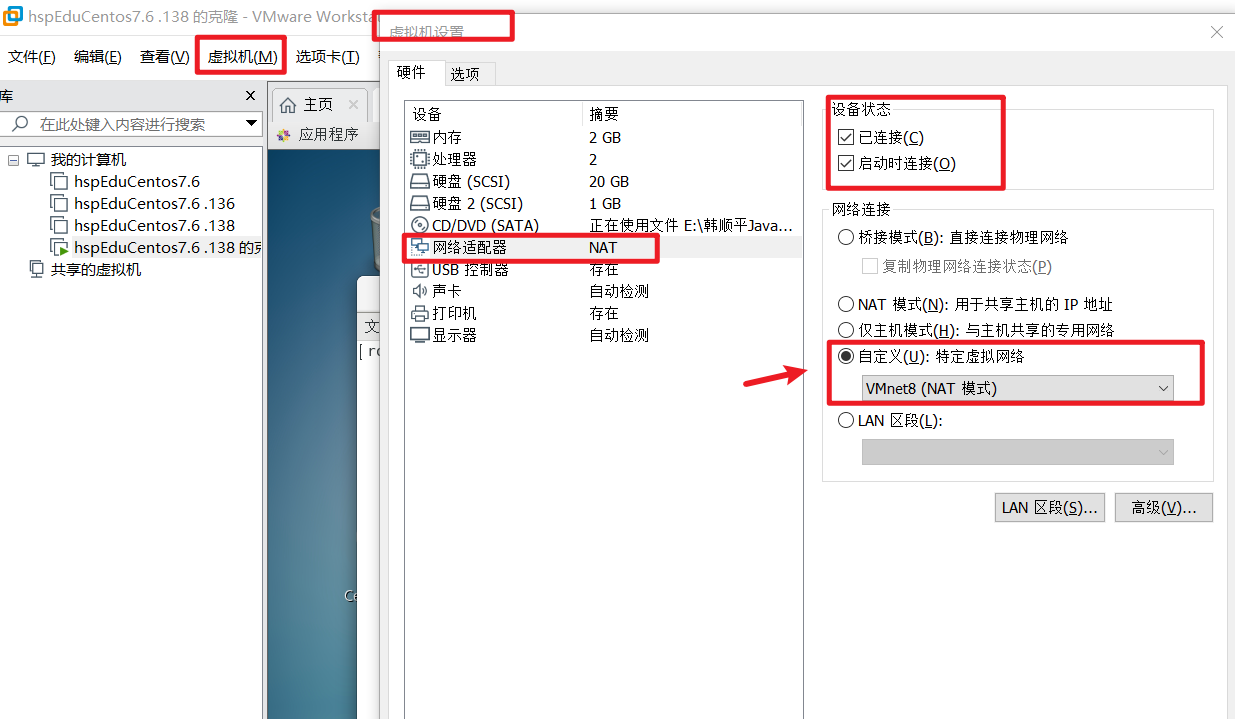 hspEduCentos7.6 .138 的克隆 - VMware Worksta
文件(F) 编辑(E) 查看(V) 虚拟机(M) 选项卡(T)
库
在此处键入内容进行搜索
我的计算机
hspEduCentos7.6
hspEduCentos7.6 .136
hspEduCentos7.6 .138
hspEduCentos7.6 .138 的克
共享的虚拟机
主页
应用程序
文
[ ro
Ce
虚拟机设置
硬件 选项
设备 摘要
内存 2 GB
处理器 2
硬盘 (SCSI) 20 GB
硬盘 2 (SCSI) 1 GB
CD/DVD (SATA) 正在使用文件 E:\韩顺平Java...
网络适配器 NAT
USB 控制器 存在
声卡 自动检测
打印机 存在
显示器 自动检测
设备状态
已连接(C)
启动时连接(O)
网络连接
桥接模式(B): 直接连接物理网络
复制物理网络连接状态(P)
NAT 模式(N): 用于共享主机的 IP 地址
仅主机模式(H): 与主机共享的专用网络
自定义(U): 特定虚拟网络
VMnet8 (NAT 模式)
LAN 区段(L):
LAN 区段(S)... 高级(V)...